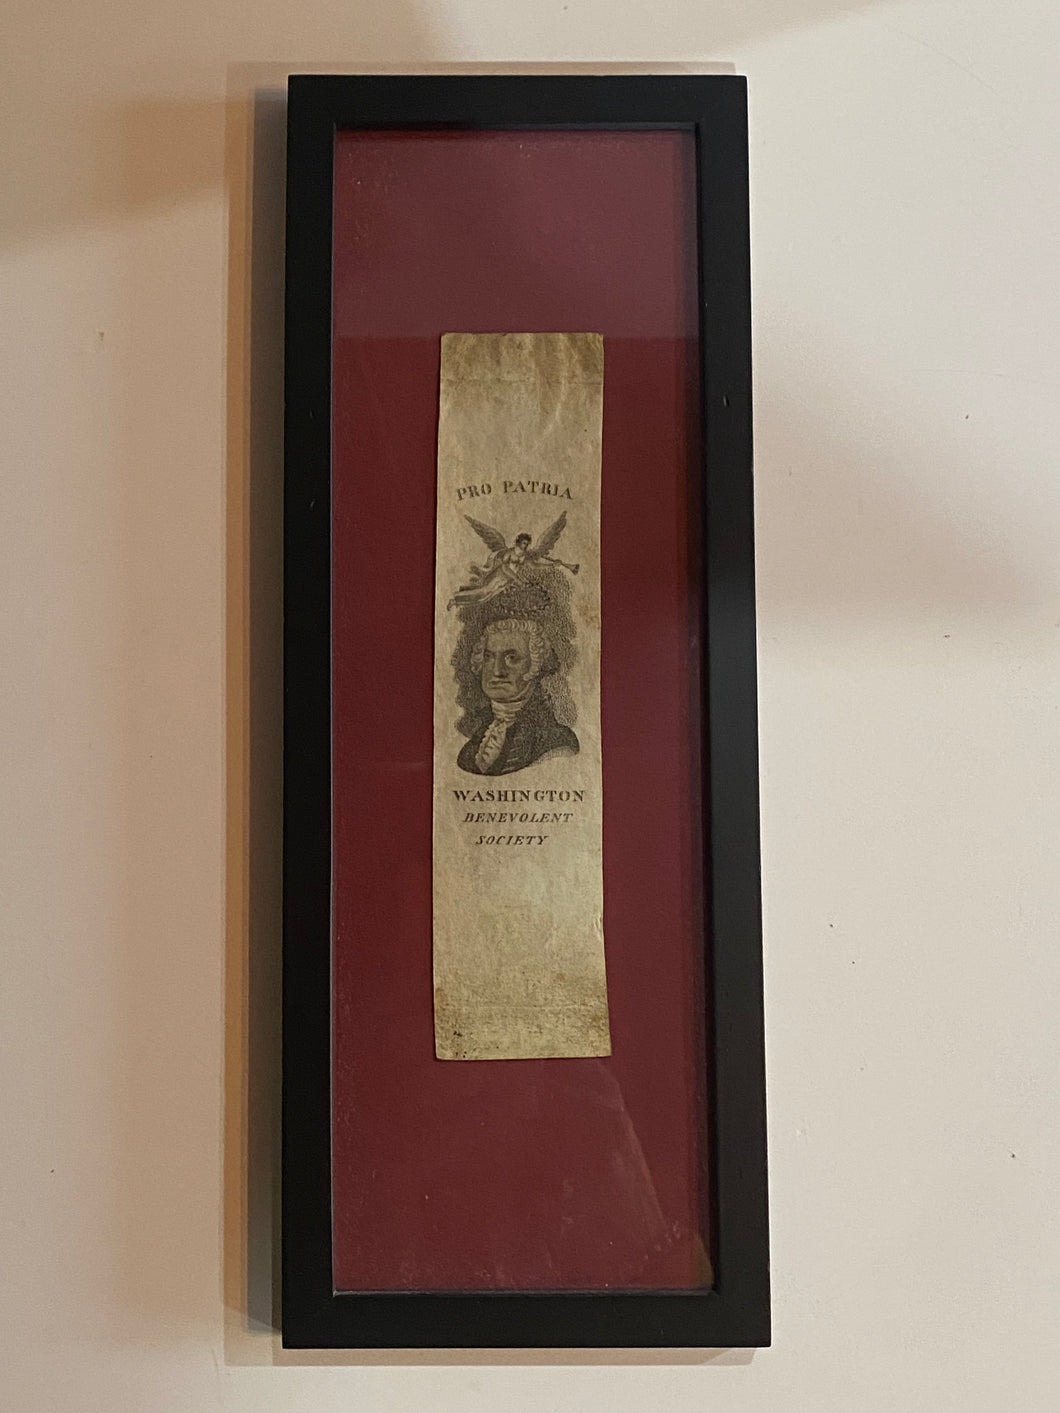 PRO PATRIA
WASHINGTON
BENEVOLENT
SOCIETY